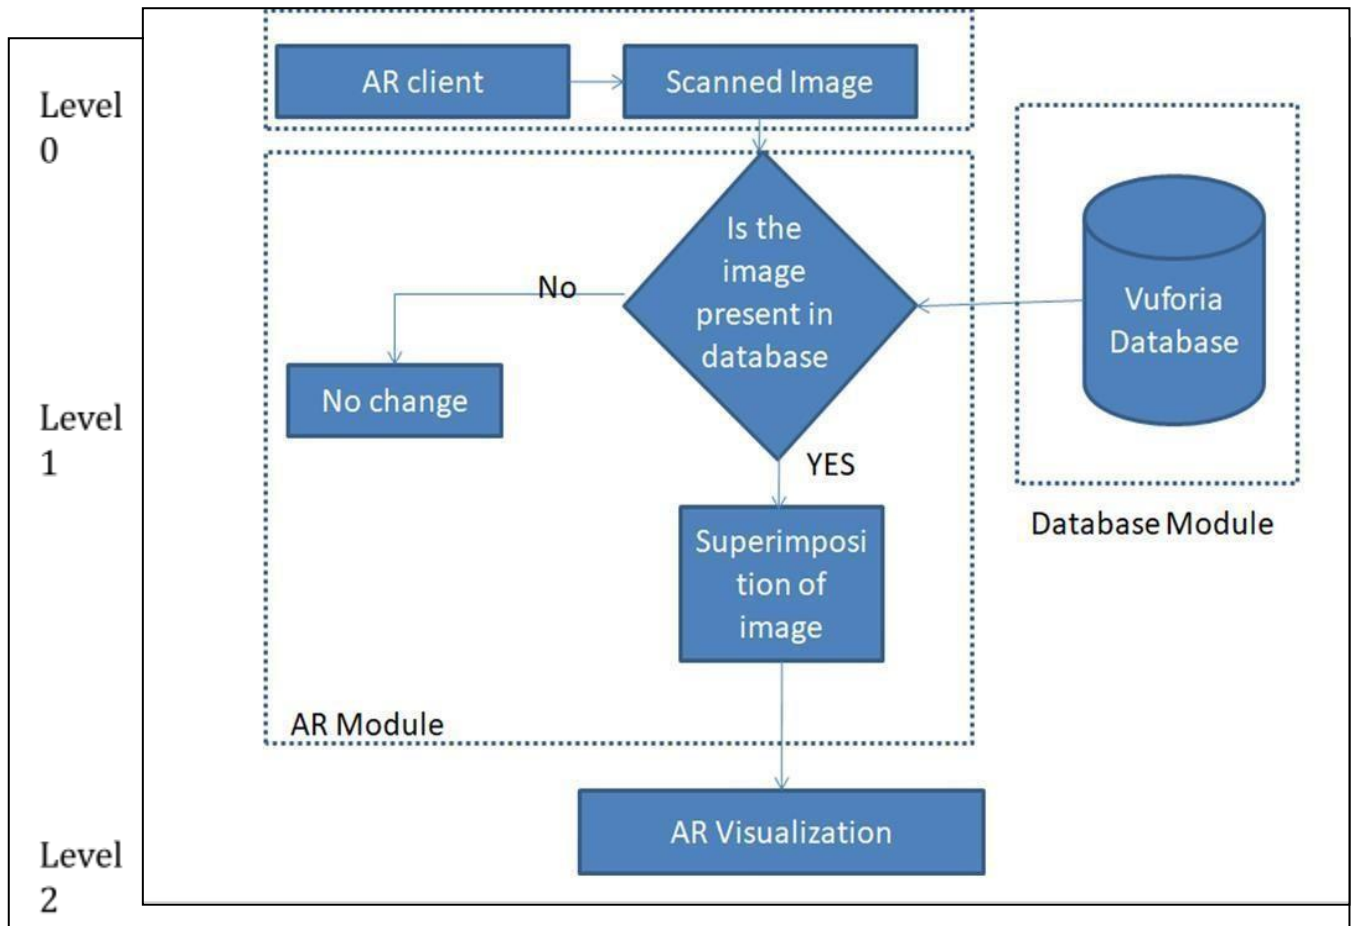 Level
0
AR client
Scanned Image
Is the
image
present in
database
No
No change
Vuforia
Database
Level
1
YES
Database Module
Superimposi
tion of
image
AR Module
AR Visualization
Level
2